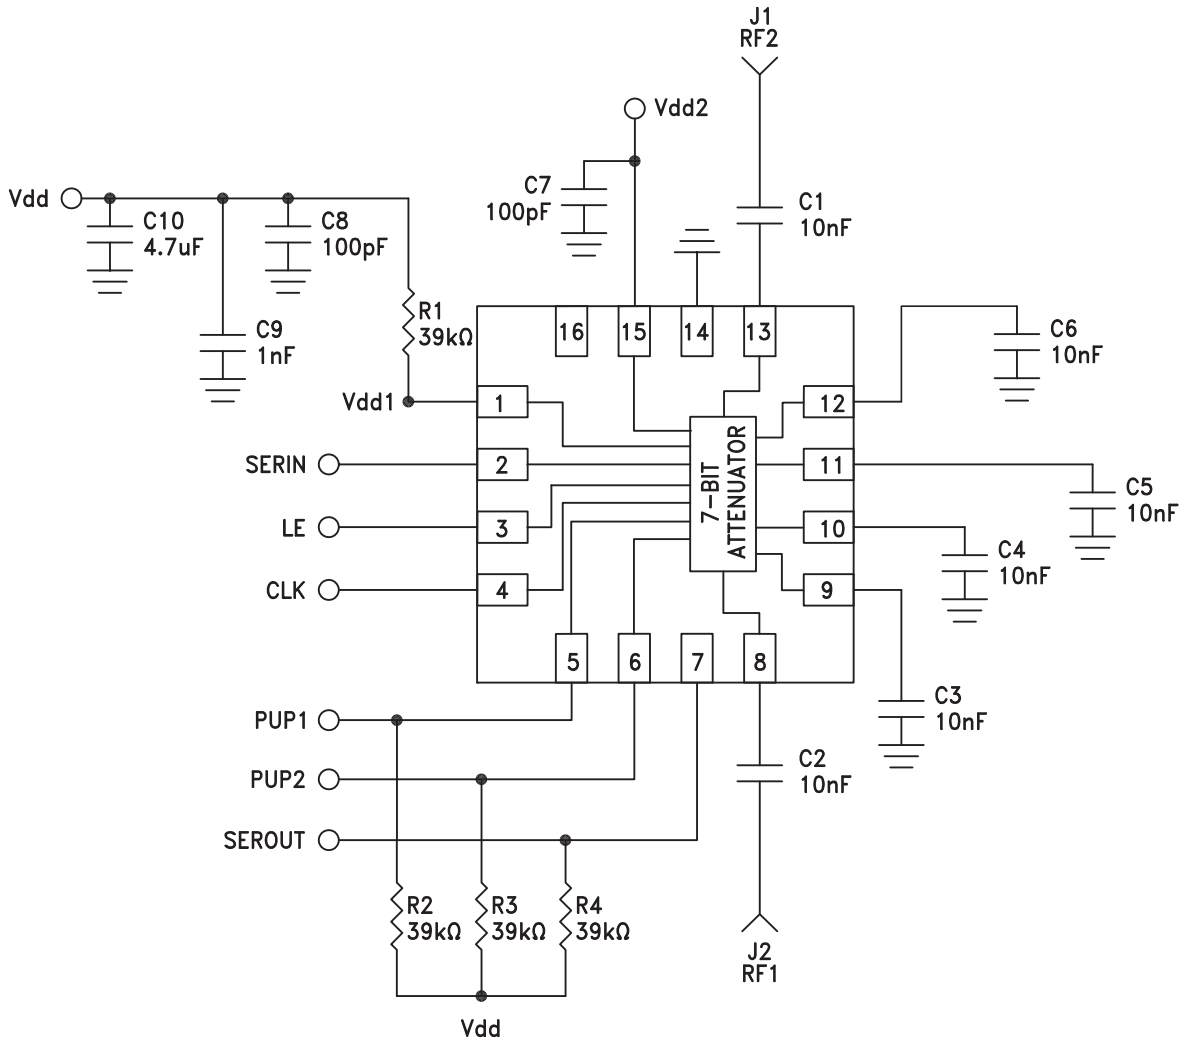 J1
RF2
Vdd2
Vdd
C10
4.7uF
C8
100pF
C7
100pF
C1
10nF
C9
1nF
R1
39kΩ
Vdd1
16
15
14
13
C6
10nF
1
12
SERIN
2
11
C5
10nF
7-BIT
ATTENUATOR
LE
3
10
C4
10nF
CLK
4
9
5
6
7
8
C3
10nF
PUP1
PUP2
C2
10nF
SEROUT
R2
39kΩ
R3
39kΩ
R4
39kΩ
J2
RF1
Vdd